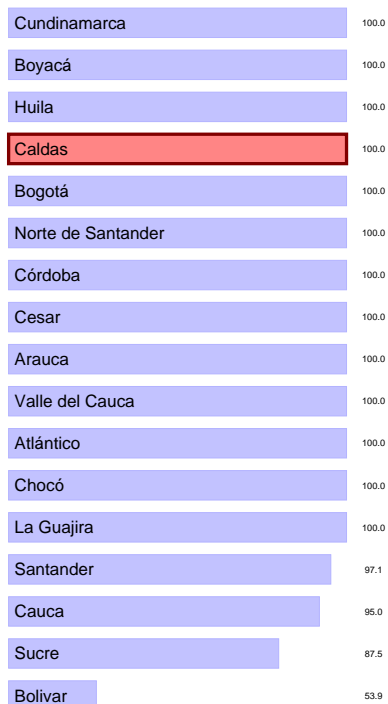 Cundinamarca 100.0
Boyacá 100.0
Huila 100.0
Caldas 100.0
Bogotá 100.0
Norte de Santander 100.0
Córdoba 100.0
Cesar 100.0
Arauca 100.0
Valle del Cauca 100.0
Atlántico 100.0
Chocó 100.0
La Guajira 100.0
Santander 97.1
Cauca 95.0
Sucre 87.5
Bolivar 53.9